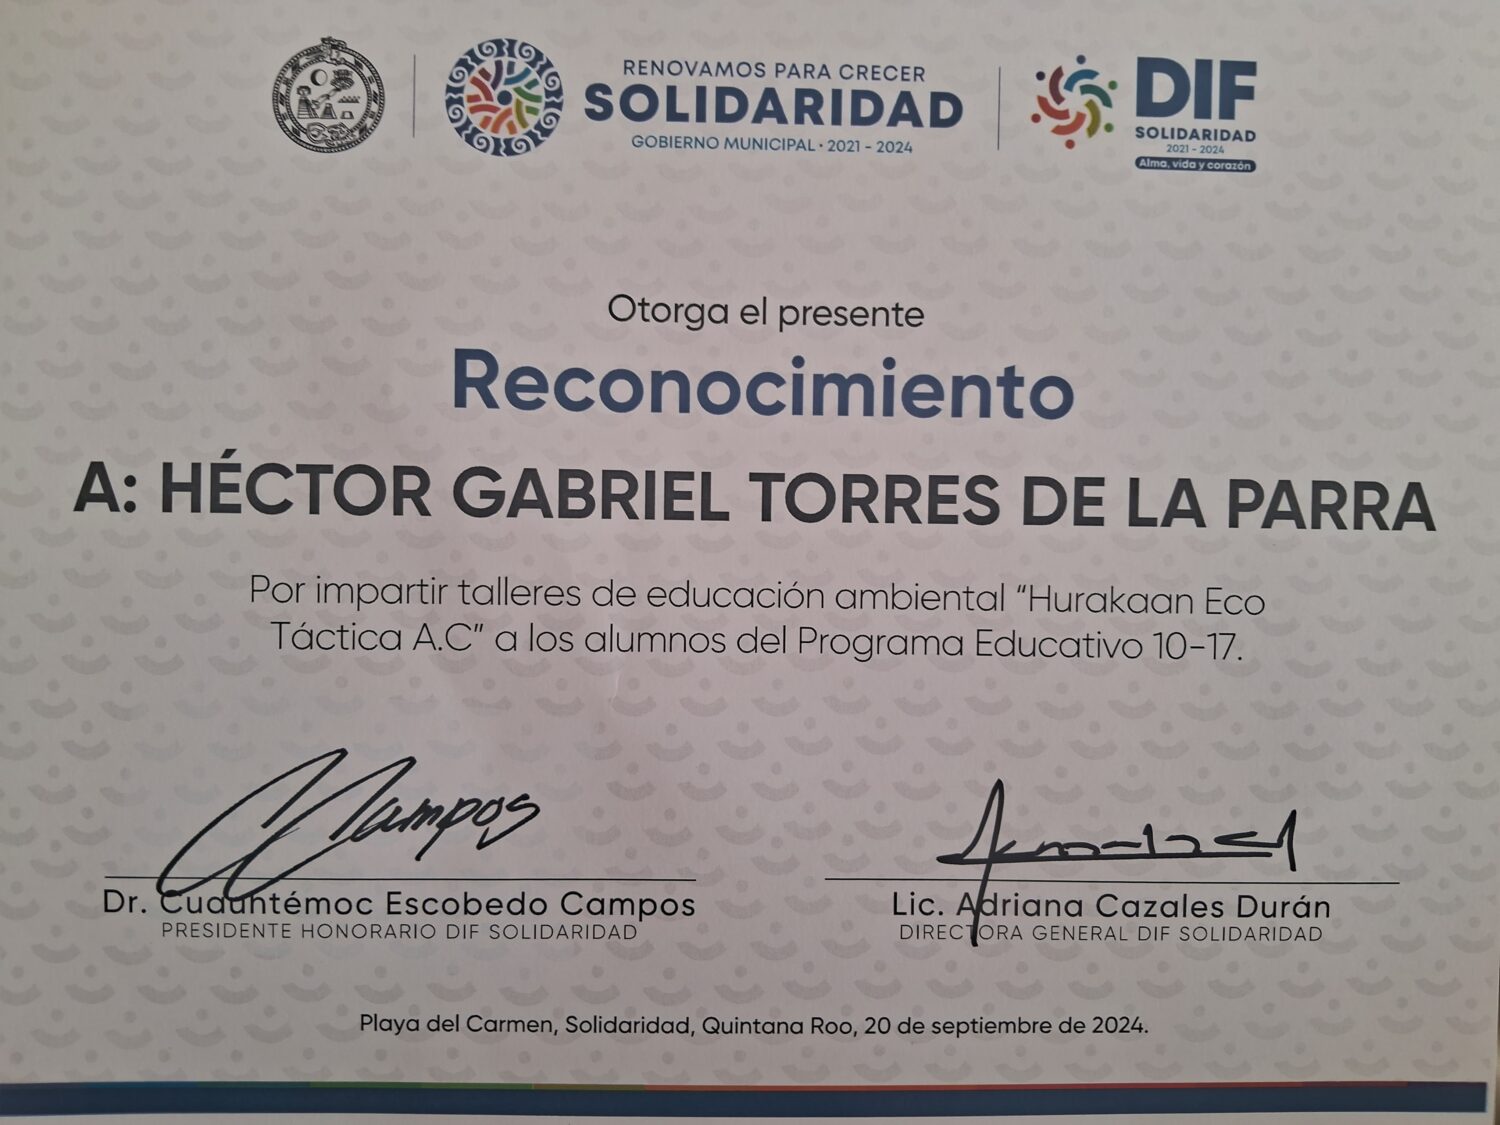 RENOVAMOS PARA CRECER
SOLIDARIDAD
GOBIERNO MUNICIPAL • 2021 - 2024
DIF
SOLIDARIDAD
2021 - 2024
Alma, vida y corazón
Otorga el presente
Reconocimiento
A: HÉCTOR GABRIEL TORRES DE LA PARRA
Por impartir talleres de educación ambiental “Hurakaan Eco
Táctica A.C” a los alumnos del Programa Educativo 10-17.
Campos
Dr. Cuauhtémoc Escobedo Campos
PRESIDENTE HONORARIO DIF SOLIDARIDAD
Lic. Adriana Cazales Durán
DIRECTORA GENERAL DIF SOLIDARIDAD
Playa del Carmen, Solidaridad, Quintana Roo, 20 de septiembre de 2024.